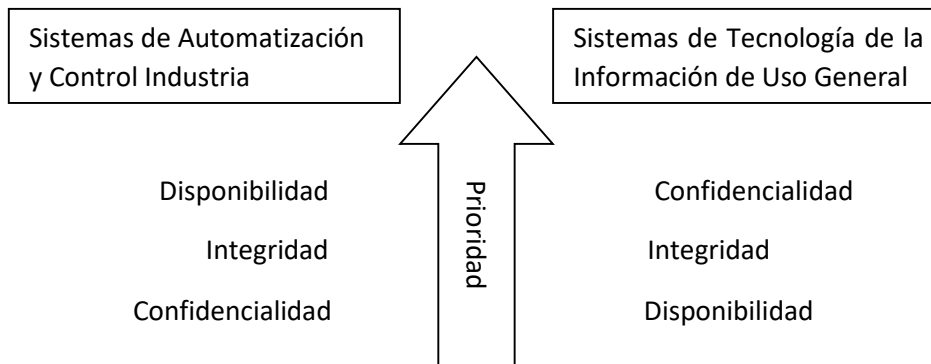 Sistemas de Automatización
y Control Industria
Sistemas de Tecnología de la
Información de Uso General
Prioridad
Disponibilidad
Integridad
Confidencialidad
Confidencialidad
Integridad
Disponibilidad